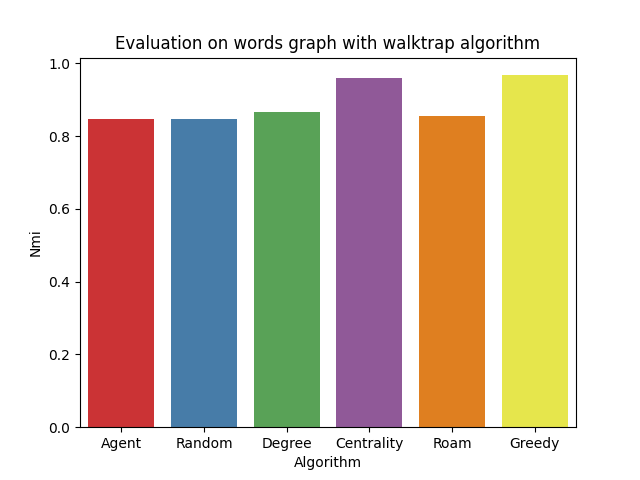 Evaluation on words graph with walktrap algorithm
1.0
0.8
0.6
0.4
0.2
0.0
Nmi
Agent Random Degree Centrality Roam Greedy
Algorithm